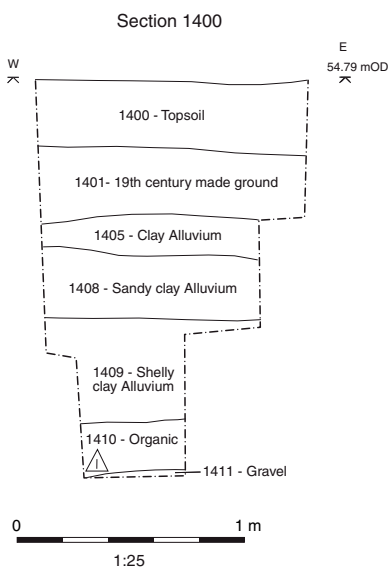 Section 1400
W
E
54.79 mOD
1400 - Topsoil
1401- 19th century made ground
1405 - Clay Alluvium
1408 - Sandy clay Alluvium
1409 - Shelly
clay Alluvium
1410 - Organic
I
1411 - Gravel
0
1 m
1:25